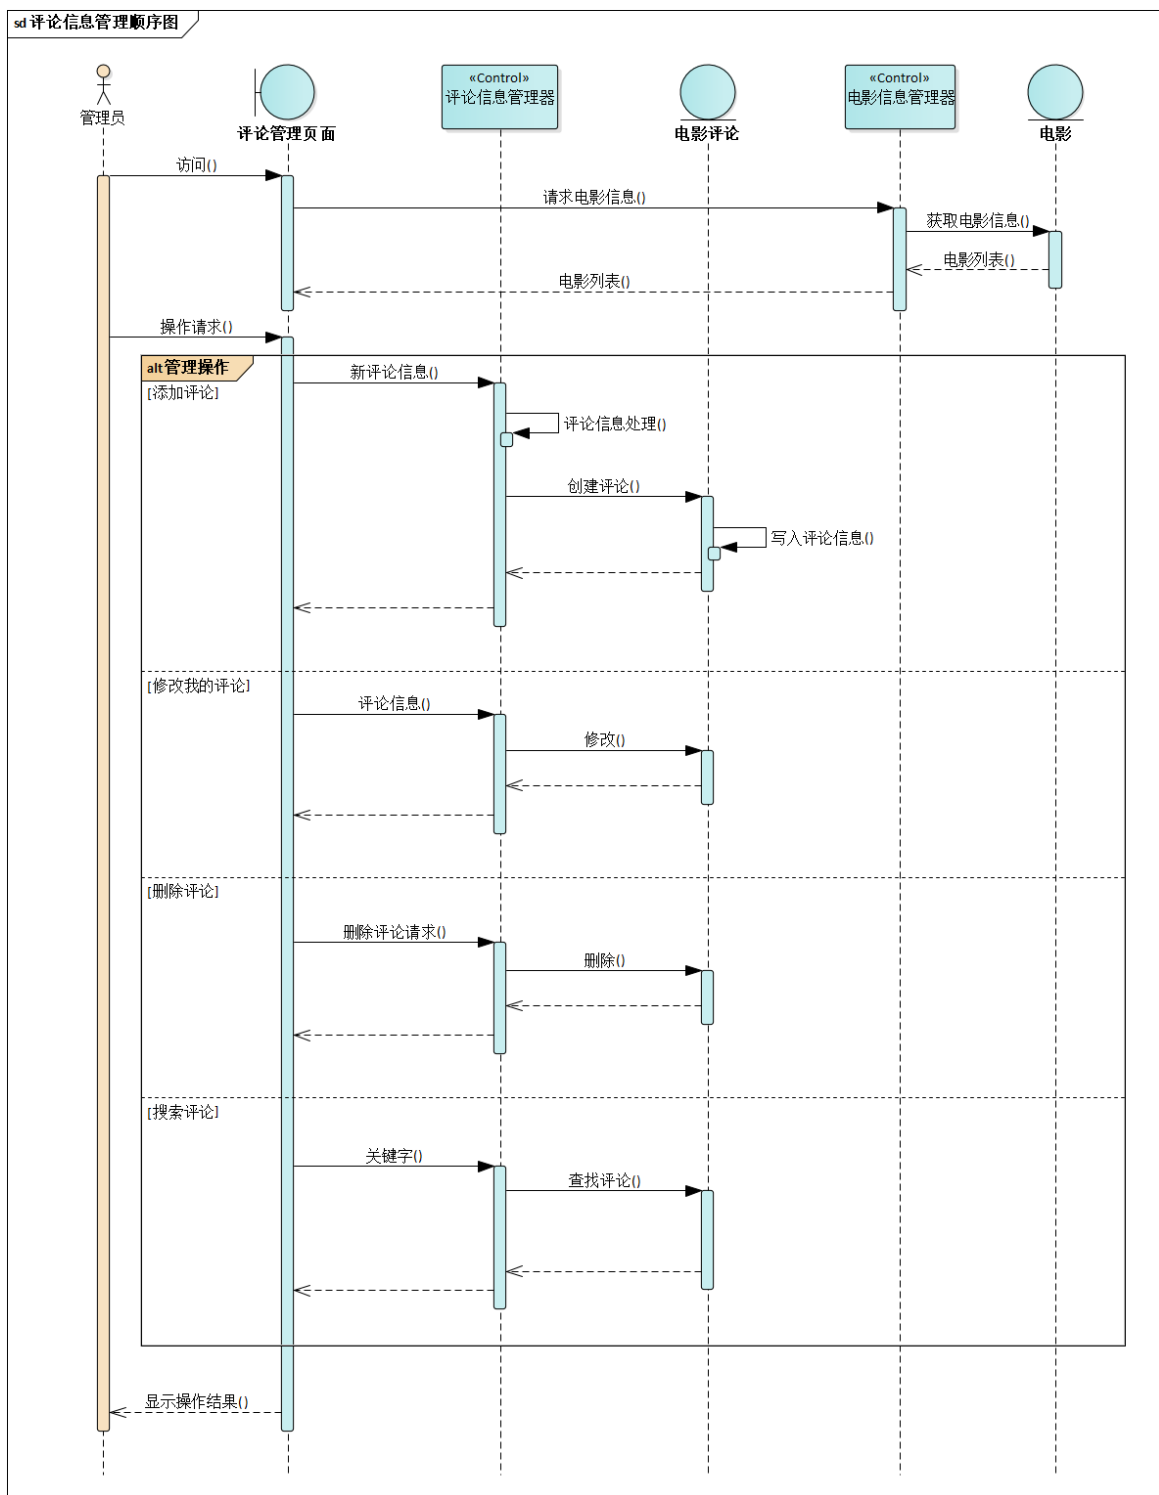 sd 评论信息管理顺序图
«Control»
«Control»
评论信息管理器
电影信息管理器
管理员
评论管理页面
电影评论
电影
访问()
请求电影信息()
获取电影信息()
电影列表()
电影列表()
操作请求()
alt 管理操作
新评论信息()
[添加评论]
评论信息处理()
创建评论()
写入评论信息()
[修改我的评论]
评论信息()
修改()
[删除评论]
删除评论请求()
删除()
[搜索评论]
关键字()
查找评论()
显示操作结果()